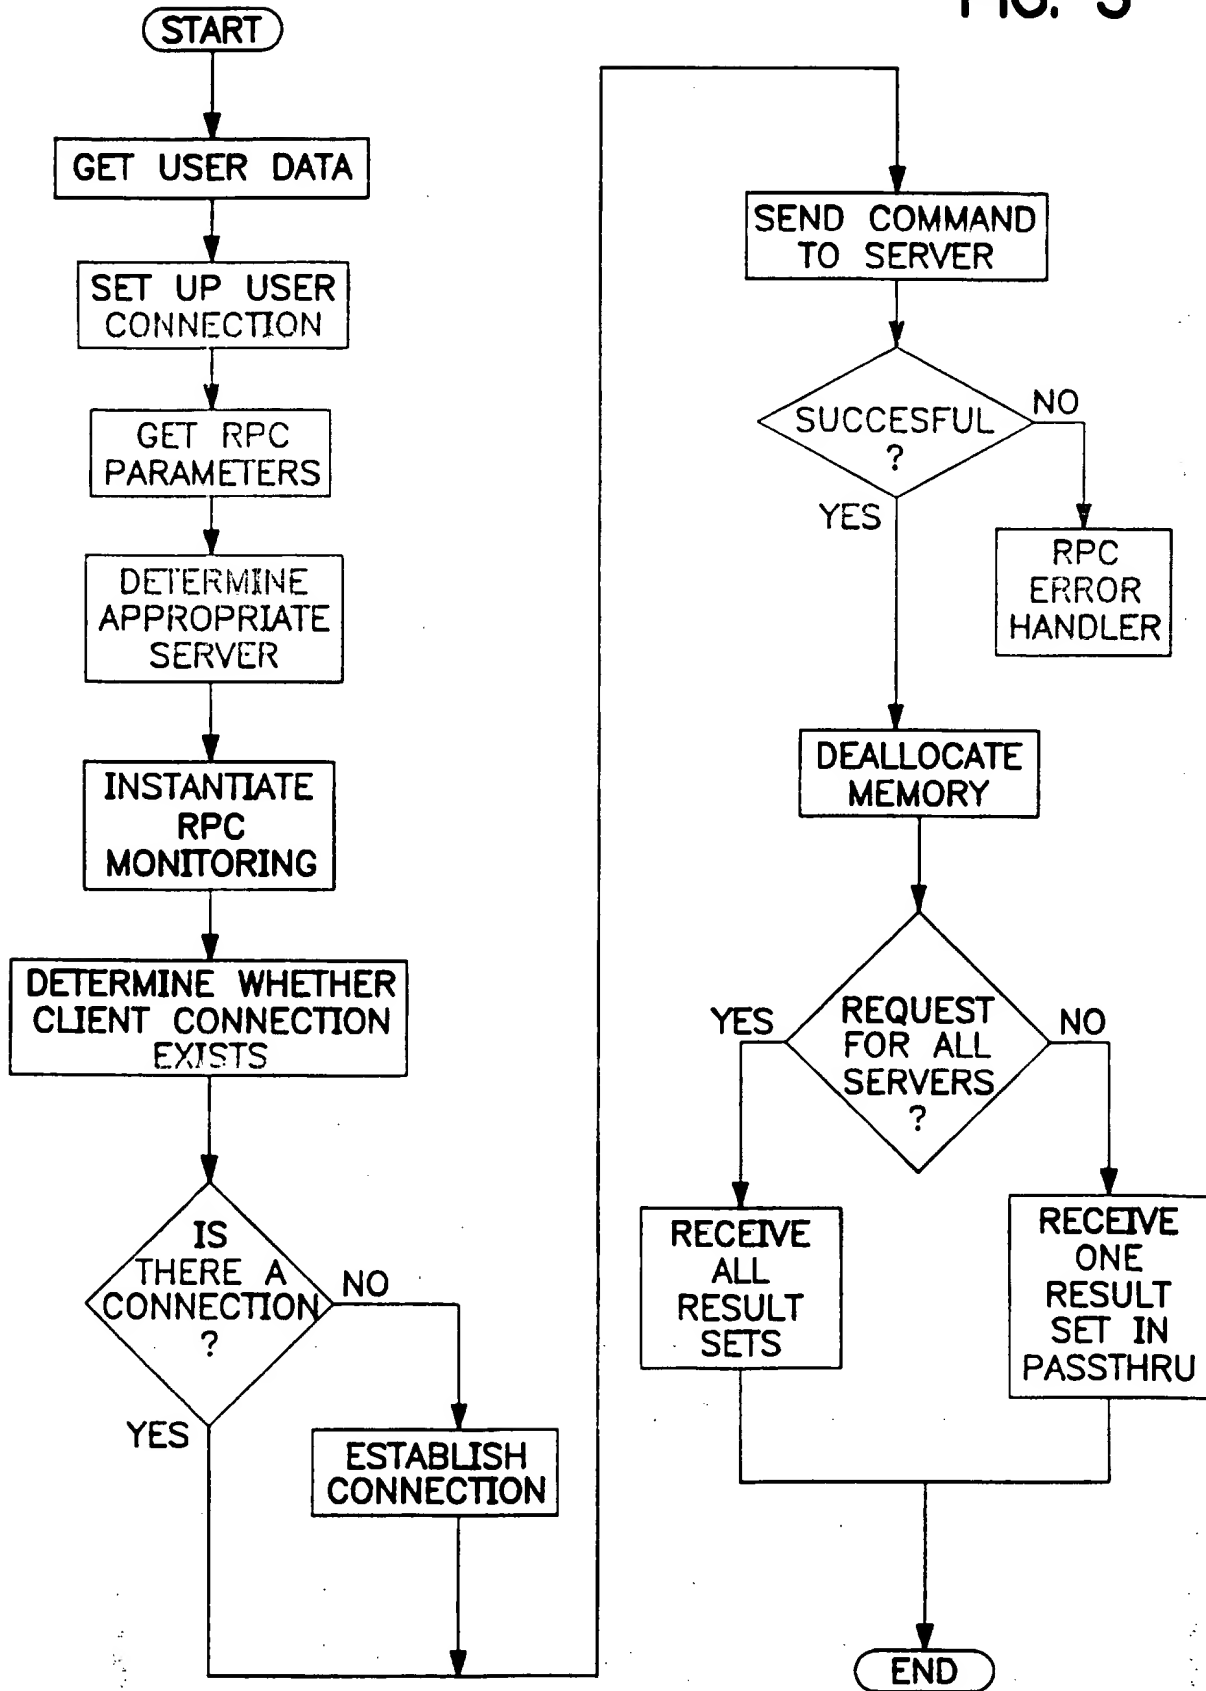 START
GET USER DATA
SET UP USER
CONNECTION
GET RPC
PARAMETERS
DETERMINE
APPROPRIATE
SERVER
INSTANTIATE
RPC
MONITORING
DETERMINE WHETHER
CLIENT CONNECTION
EXISTS
IS
THERE A
CONNECTION
?
NO
YES
ESTABLISH
CONNECTION
SEND COMMAND
TO SERVER
SUCCESFUL
?
NO
YES
RPC
ERROR
HANDLER
DEALLOCATE
MEMORY
REQUEST
FOR ALL
SERVERS
?
YES
NO
RECEIVE
ALL
RESULT
SETS
RECEIVE
ONE
RESULT
SET IN
PASSTHRU
END
FIG.